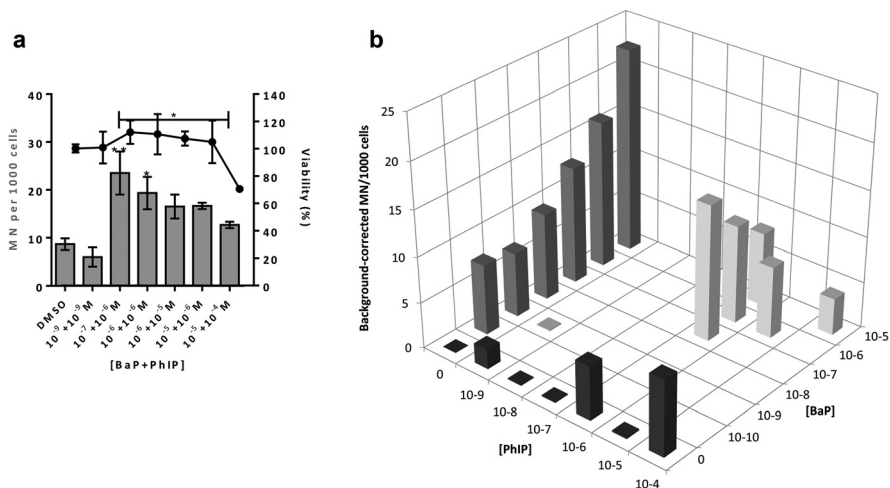 a
40
30
20
10
0
MN per 1000 cells
140
120
100
80
60
40
20
0
Viability (%)
*
**
*
DMSO
10⁻⁹+10⁻⁹ M
10⁻⁷+10⁻⁶ M
10⁻⁶+10⁻⁶ M
10⁻⁶+10⁻⁵ M
10⁻⁵+10⁻⁶ M
10⁻⁵+10⁻⁴ M
[BaP+PhIP]
b
Background-corrected MN/1000 cells
25
20
15
10
5
0
0
10-9
10-8
10-7
10-6
10-5
10-4
[PhIP]
0
10-10
10-9
10-8
10-7
10-6
10-5
[BaP]